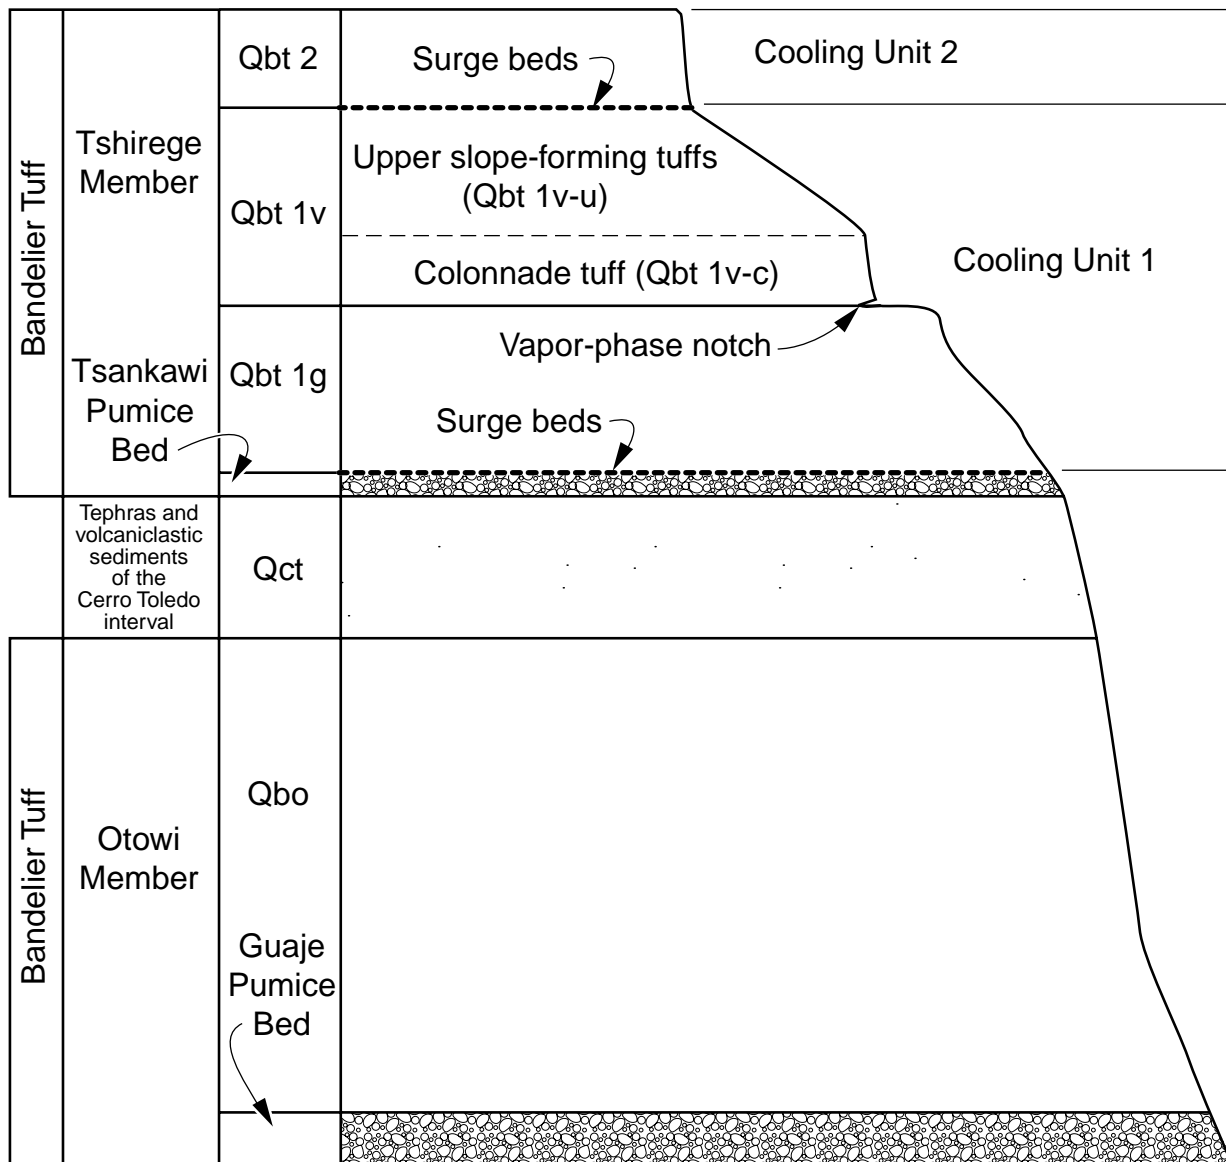 Bandelier Tuff
Tshirege
Member
Tsankawi
Pumice
Bed
Qbt 2
Qbt 1v
Qbt 1g
Surge beds
Upper slope-forming tuffs
(Qbt 1v-u)
Colonnade tuff (Qbt 1v-c)
Vapor-phase notch
Surge beds
Cooling Unit 2
Cooling Unit 1
Tephras and
volcaniclastic
sediments
of the
Cerro Toledo
interval
Qct
Bandelier Tuff
Otowi
Member
Qbo
Guaje
Pumice
Bed